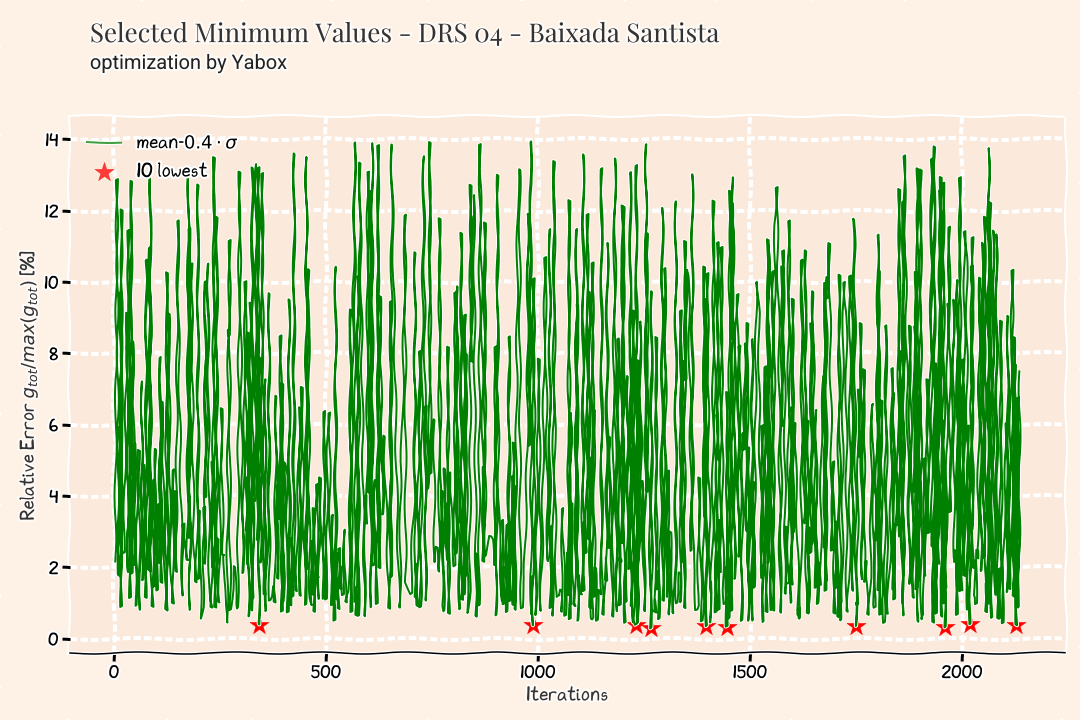 Selected Minimum Values - DRS 04 - Baixada Santista
optimization by Yabox
mean-0.4 · σ
10 lowest
14
12
10
8
6
4
2
0
Relative Error g_tot/max(g_tot) [%]
0 500 1000 1500 2000
Iterations